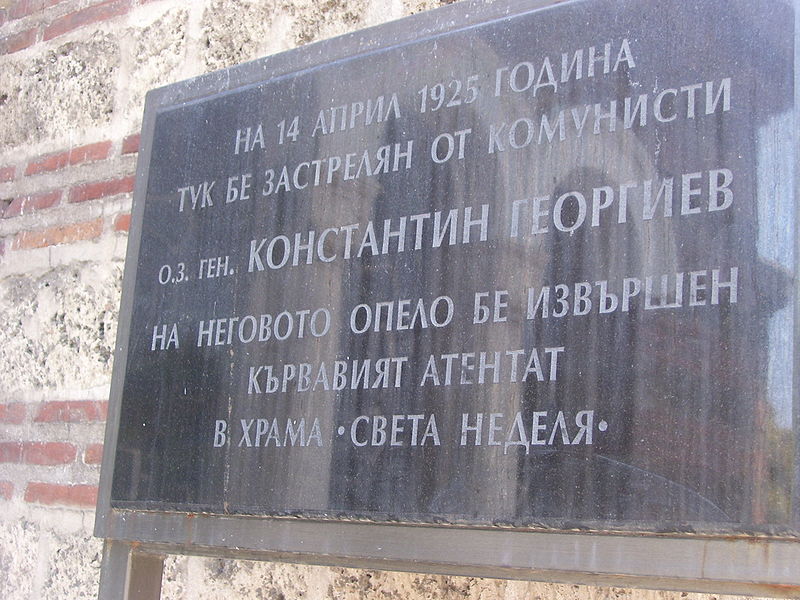 НА 14 АПРИЛ 1925 ГОДИНА
ТУК БЕ ЗАСТРЕЛЯН ОТ КОМУНИСТИ
О.З. ГЕН. КОНСТАНТИН ГЕОРГИЕВ
НА НЕГОВОТО ОПЕЛО БЕ ИЗВЪРШЕН
КЪРВАВИЯТ АТЕНТАТ
В ХРАМА •СВЕТА НЕДЕЛЯ•